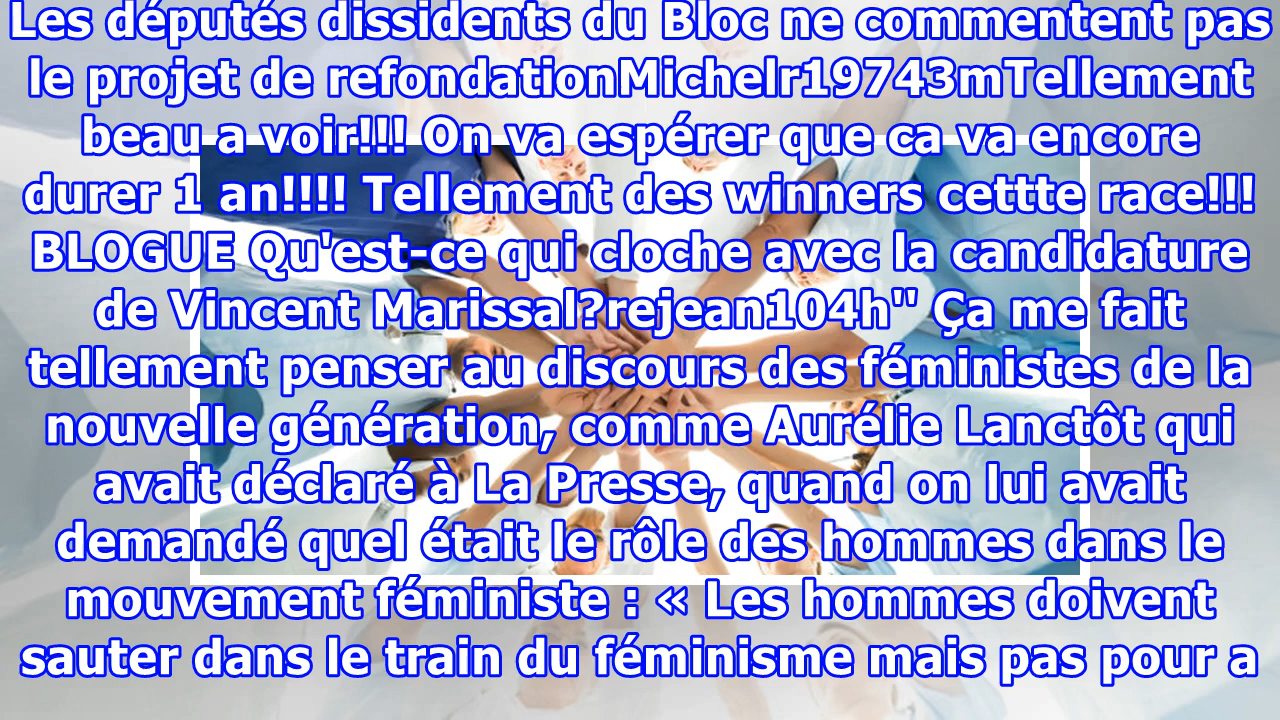 Les députés dissidents du Bloc ne commentent pas
le projet de refondationMichelr19743mTellement
beau a voir!!! On va espérer que ca va encore
durer 1 an!!!! Tellement des winners cettte race!!!
BLOGUE Qu'est-ce qui cloche avec la candidature
de Vincent Marissal?rejean104h" Ça me fait
tellement penser au discours des féministes de la
nouvelle génération, comme Aurélie Lanctôt qui
avait déclaré à La Presse, quand on lui avait
demandé quel était le rôle des hommes dans le
mouvement féministe : « Les hommes doivent
sauter dans le train du féminisme mais pas pour a